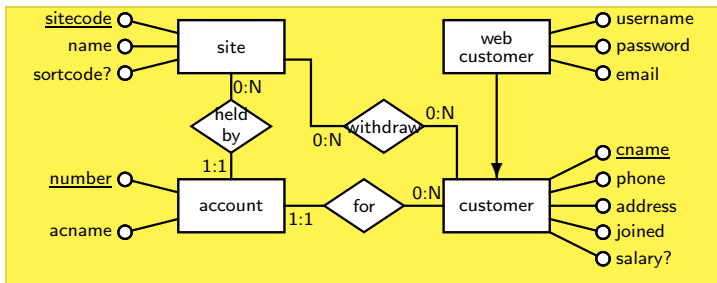 sitecode
name
sortcode?
site
web
customer
username
password
email
0:N
held
by
1:1
0:N
withdraw
0:N
number
acname
account
1:1
for
0:N
customer
cname
phone
address
joined
salary?